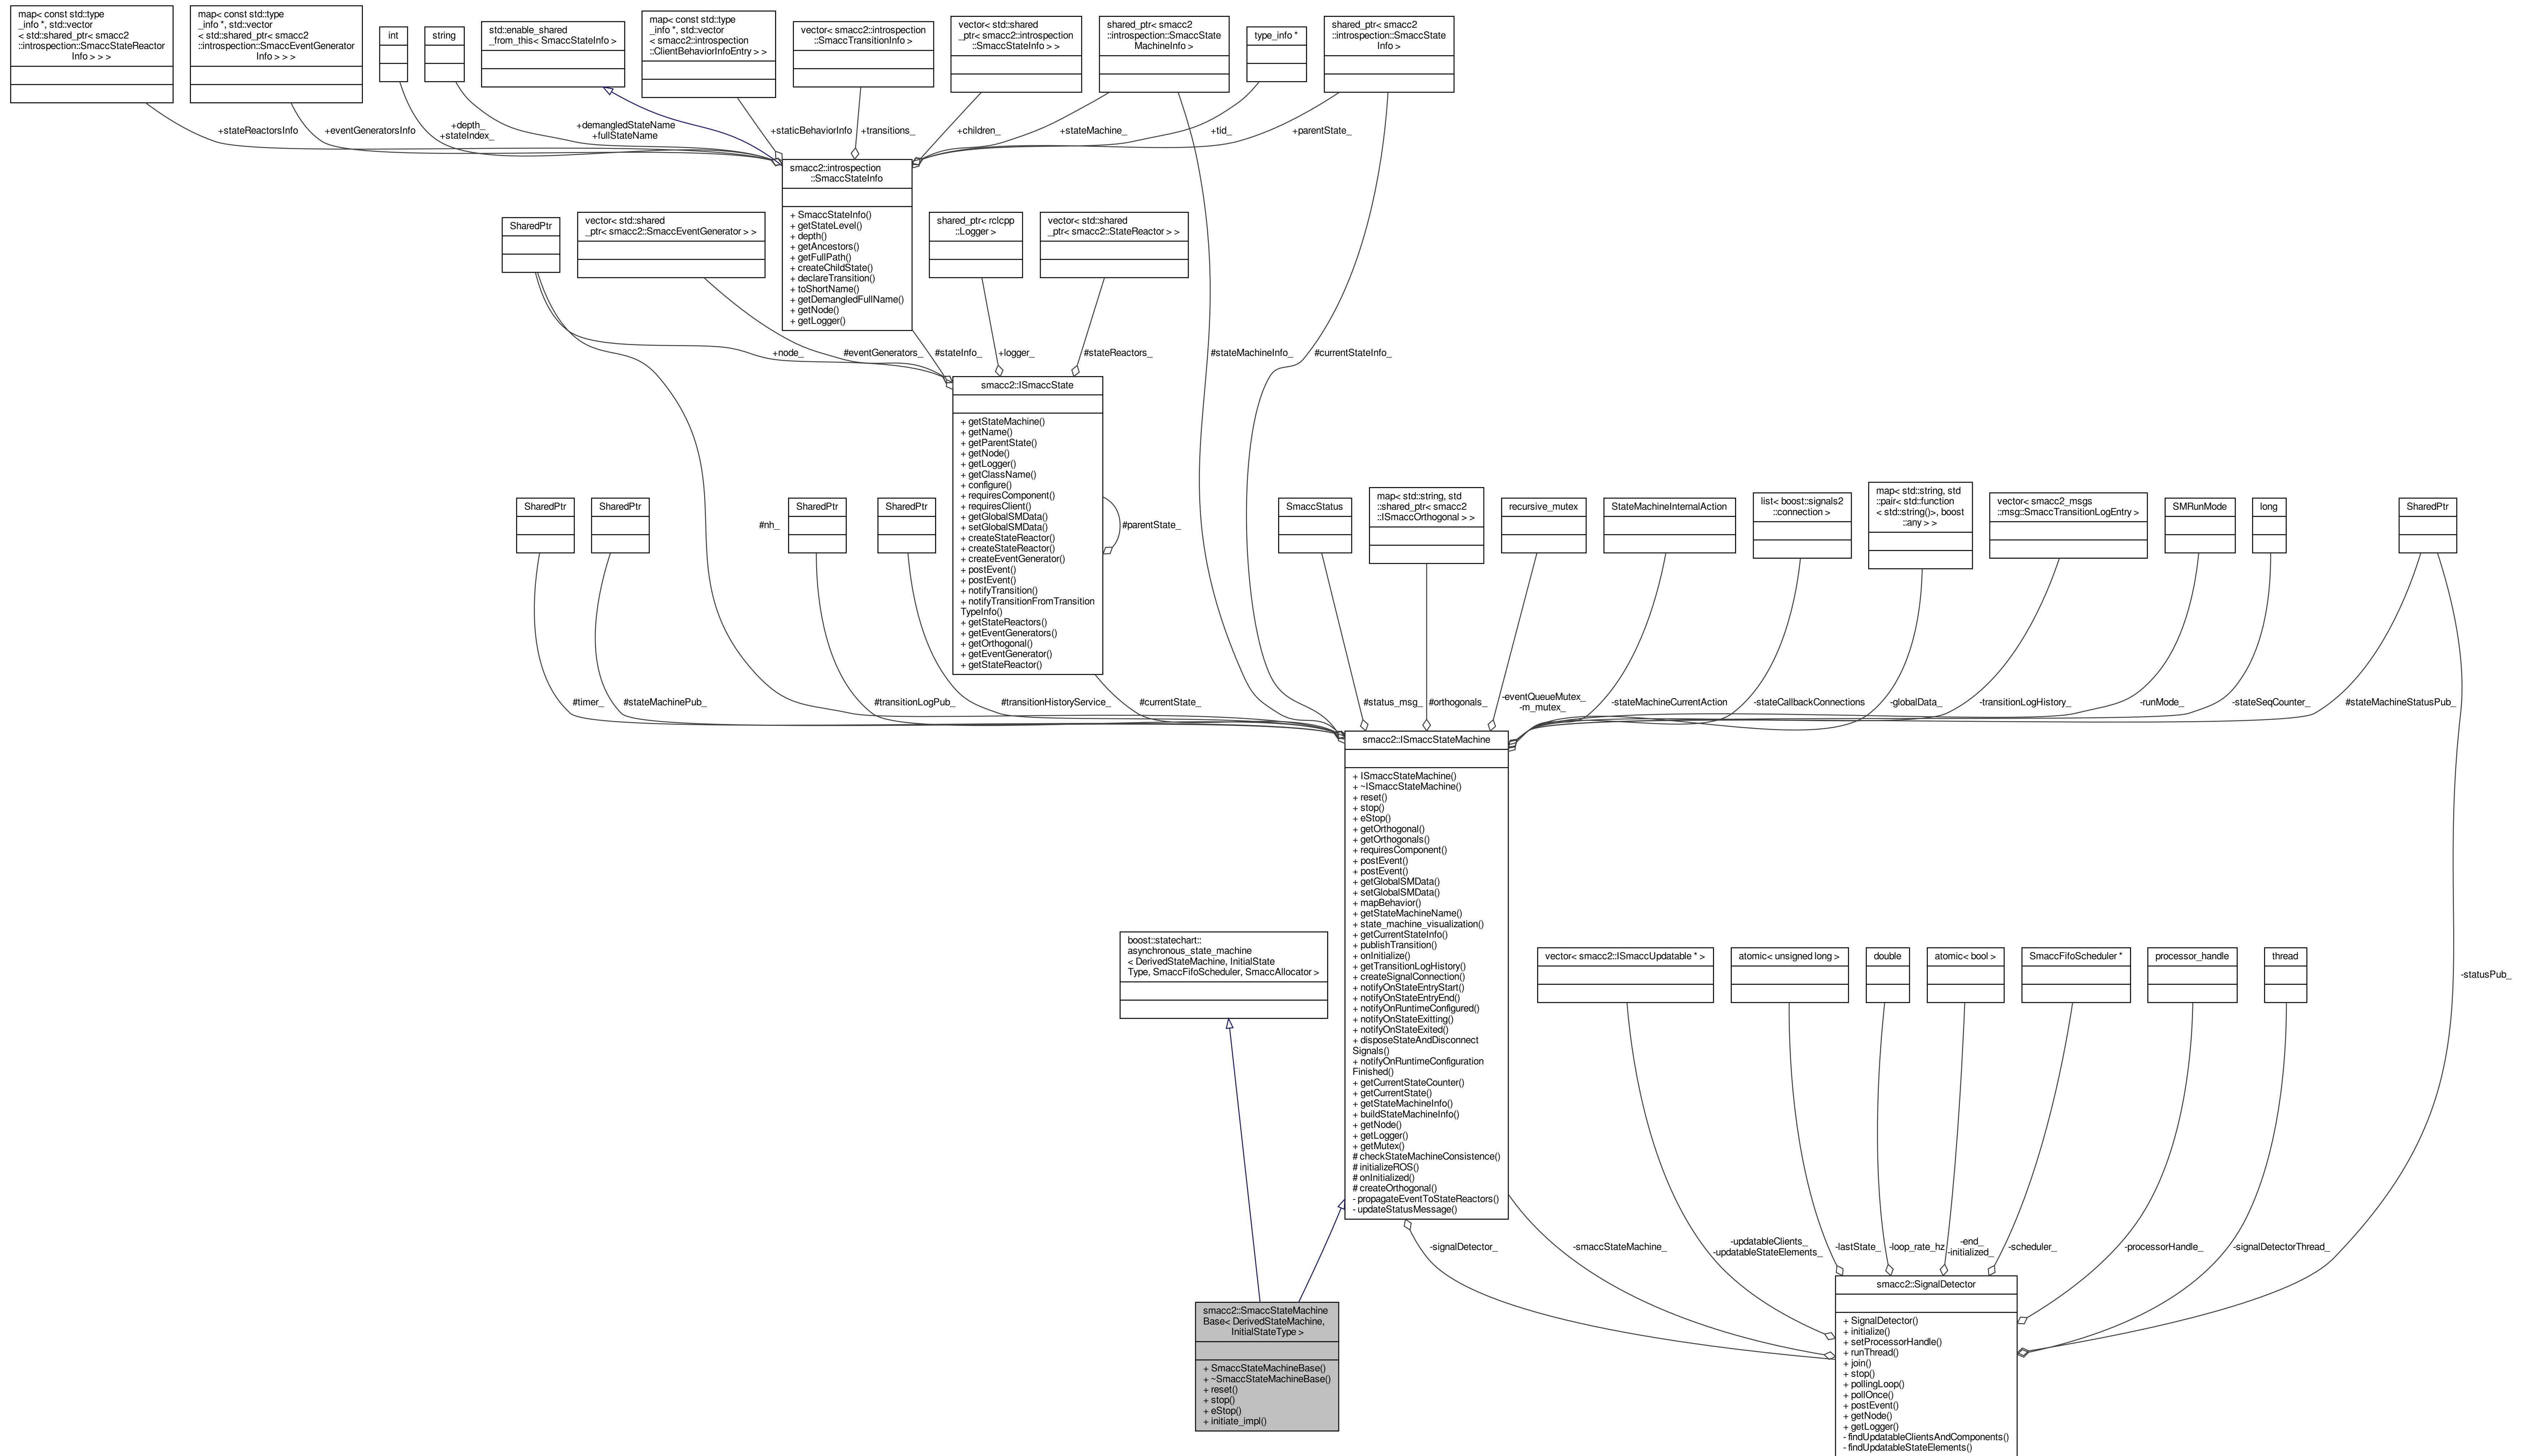 map< const std::type
_info *, std::vector
< std::shared_ptr< smacc2
::introspection::SmaccStateReactor
Info > > >
map< const std::type
_info *, std::vector
< std::shared_ptr< smacc2
::introspection::SmaccEventGenerator
Info > > >
int
string
std::enable_shared
_from_this< SmaccStateInfo >
map< const std::type
_info *, std::vector
< smacc2::introspection
::ClientBehaviorInfoEntry > >
vector< smacc2::introspection
::SmaccTransitionInfo >
vector< std::shared
_ptr< smacc2::introspection
::SmaccStateInfo > >
shared_ptr< smacc2
::introspection::SmaccState
MachineInfo >
type_info *
shared_ptr< smacc2
::introspection::SmaccState
Info >
+stateReactorsInfo
+eventGeneratorsInfo
+depth_
+stateIndex_
+demangledStateName
+fullStateName
+staticBehaviorInfo
+transitions_
+children_
+stateMachine_
+tid_
+parentState_
smacc2::introspection
::SmaccStateInfo
+ SmaccStateInfo()
+ getStateLevel()
+ depth()
+ getAncestors()
+ getFullPath()
+ createChildState()
+ declareTransition()
+ toShortName()
+ getDemangledFullName()
+ getNode()
+ getLogger()
SharedPtr
vector< std::shared
_ptr< smacc2::SmaccEventGenerator > >
shared_ptr< rclcpp
::Logger >
vector< std::shared
_ptr< smacc2::StateReactor > >
+node_
#eventGenerators_
#stateInfo_
+logger_
#stateReactors_
#stateMachineInfo_
#currentStateInfo_
smacc2::ISmaccState
+ getStateMachine()
+ getName()
+ getParentState()
+ getNode()
+ getLogger()
+ getClassName()
+ configure()
+ requiresComponent()
+ requiresClient()
+ getGlobalSMData()
+ setGlobalSMData()
+ createStateReactor()
+ createStateReactor()
+ createEventGenerator()
+ postEvent()
+ postEvent()
+ notifyTransition()
+ notifyTransitionFromTransition
TypeInfo()
+ getStateReactors()
+ getEventGenerators()
+ getOrthogonal()
+ getEventGenerator()
+ getStateReactor()
#parentState_
SharedPtr
SharedPtr
#nh_
SharedPtr
SharedPtr
SmaccStatus
map< std::string, std
::shared_ptr< smacc2
::ISmaccOrthogonal > >
recursive_mutex
StateMachineInternalAction
list< boost::signals2
::connection >
map< std::string, std
::pair< std::function
< std::string()>, boost
::any > >
vector< smacc2_msgs
::msg::SmaccTransitionLogEntry >
SMRunMode
long
SharedPtr
#timer_
#stateMachinePub_
#transitionLogPub_
#transitionHistoryService_
#currentState_
#status_msg_
#orthogonals_
-eventQueueMutex_
-m_mutex_
-stateMachineCurrentAction
-stateCallbackConnections
-globalData_
-transitionLogHistory_
-runMode_
-stateSeqCounter_
#stateMachineStatusPub_
smacc2::ISmaccStateMachine
+ ISmaccStateMachine()
+ ~ISmaccStateMachine()
+ reset()
+ stop()
+ eStop()
+ getOrthogonal()
+ getOrthogonals()
+ requiresComponent()
+ postEvent()
+ postEvent()
+ getGlobalSMData()
+ setGlobalSMData()
+ mapBehavior()
+ getStateMachineName()
+ state_machine_visualization()
+ getCurrentStateInfo()
+ publishTransition()
+ onInitialize()
+ getTransitionLogHistory()
+ createSignalConnection()
+ notifyOnStateEntryStart()
+ notifyOnStateEntryEnd()
+ notifyOnRuntimeConfigured()
+ notifyOnStateExitting()
+ notifyOnStateExited()
+ disposeStateAndDisconnect
Signals()
+ notifyOnRuntimeConfiguration
Finished()
+ getCurrentStateCounter()
+ getCurrentState()
+ getStateMachineInfo()
+ buildStateMachineInfo()
+ getNode()
+ getLogger()
+ getMutex()
# checkStateMachineConsistence()
# initializeROS()
# onInitialized()
# createOrthogonal()
- propagateEventToStateReactors()
- updateStatusMessage()
boost::statechart::
asynchronous_state_machine
< DerivedStateMachine, InitialState
Type, SmaccFifoScheduler, SmaccAllocator >
vector< smacc2::ISmaccUpdatable * >
atomic< unsigned long >
double
atomic< bool >
SmaccFifoScheduler *
processor_handle
thread
-statusPub_
-signalDetector_
-smaccStateMachine_
-updatableClients_
-updatableStateElements_
-lastState_
-loop_rate_hz
-end_
-initialized_
-scheduler_
-processorHandle_
-signalDetectorThread_
smacc2::SmaccStateMachine
Base< DerivedStateMachine,
InitialStateType >
+ SmaccStateMachineBase()
+ ~SmaccStateMachineBase()
+ reset()
+ stop()
+ eStop()
+ initiate_impl()
smacc2::SignalDetector
+ SignalDetector()
+ initialize()
+ setProcessorHandle()
+ runThread()
+ join()
+ stop()
+ pollingLoop()
+ pollOnce()
+ postEvent()
+ getNode()
+ getLogger()
- findUpdatableClientsAndComponents()
- findUpdatableStateElements()